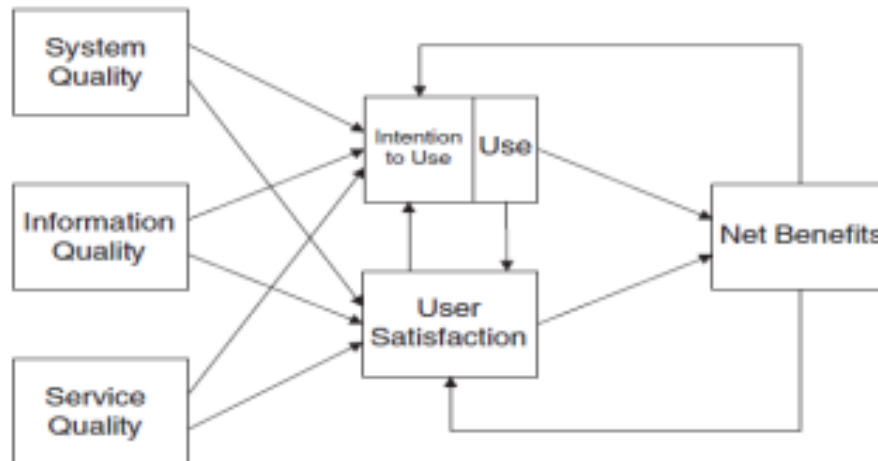 System
Quality
Intention
to Use
Use
Information
Quality
Net Benefits
User
Satisfaction
Service
Quality